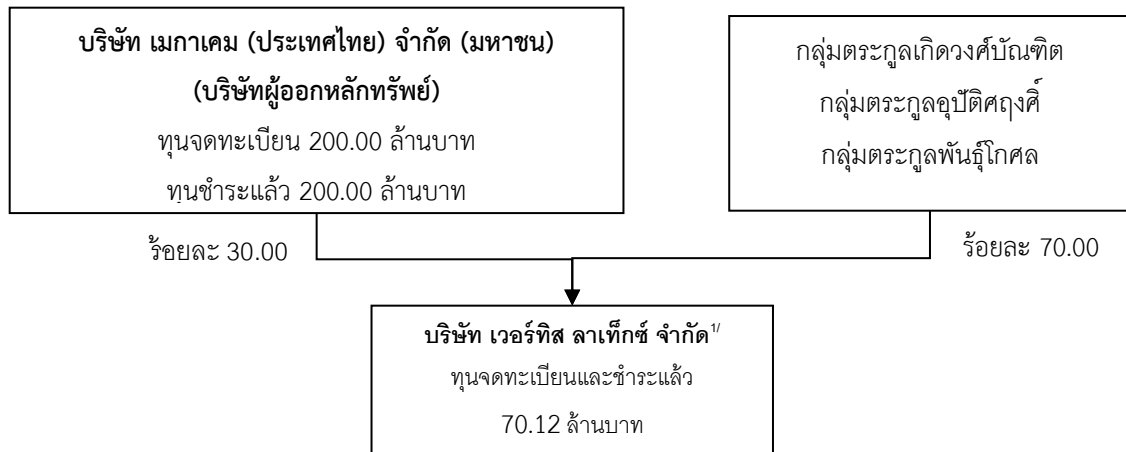 บริษัท เมกาเคม (ประเทศไทย) จำกัด (มหาชน)
(บริษัทผู้ออกหลักทรัพย์)
ทุนจดทะเบียน 200.00 ล้านบาท
ทุนชำระแล้ว 200.00 ล้านบาท
กลุ่มตระกูลเกิดวงศ์บัณฑิต
กลุ่มตระกูลอุปัติศฤงศิ์
กลุ่มตระกูลพันธุ์โกศล
ร้อยละ 30.00
ร้อยละ 70.00
บริษัท เวอร์ทิส ลาเท็กซ์ จำกัด1/
ทุนจดทะเบียนและชำระแล้ว
70.12 ล้านบาท